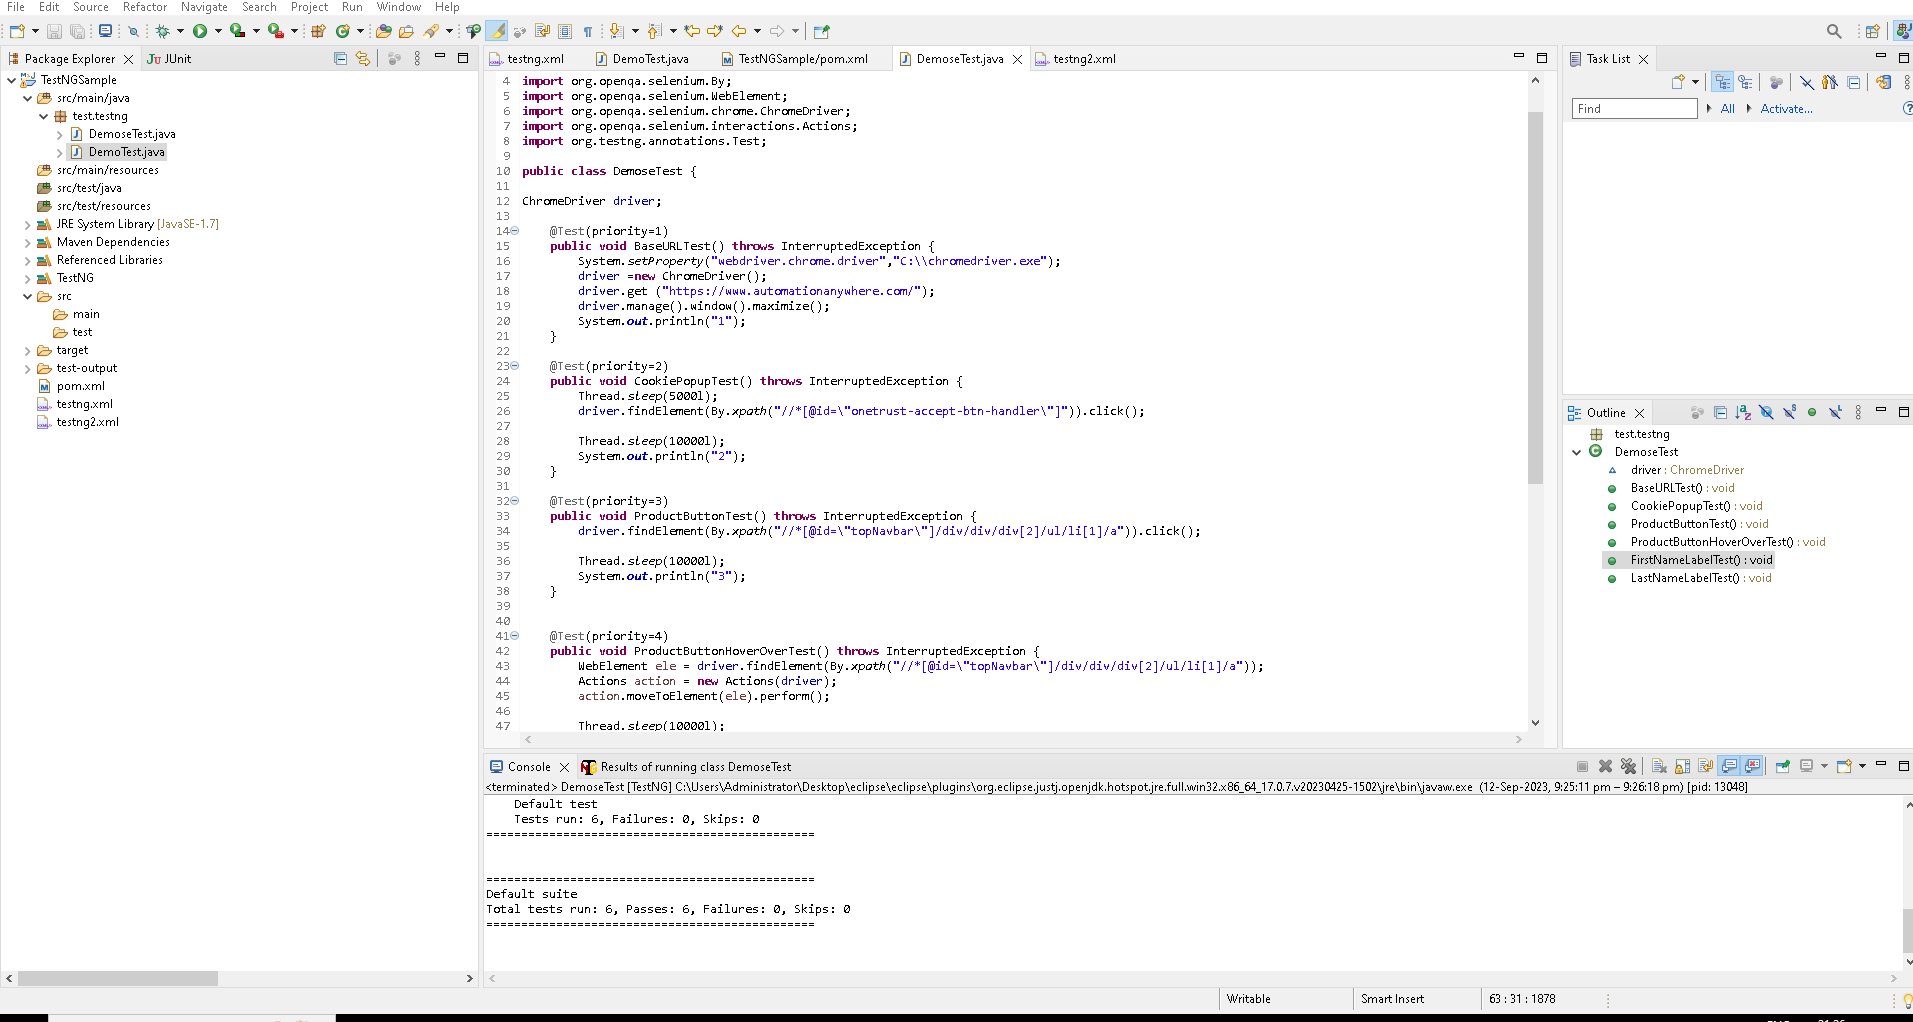 File Edit Source Refactor Navigate Search Project Run Window Help
Package Explorer JUnit
TestNGSample
src/main/java
test.testng
DemoseTest.java
DemoTest.java
src/main/resources
src/test/java
src/test/resources
JRE System Library [JavaSE-1.7]
Maven Dependencies
Referenced Libraries
TestNG
src
main
test
target
test-output
pom.xml
testng.xml
testng2.xml
testng.xml DemoTest.java TestNGSample/pom.xml DemoseTest.java testng2.xml
4 import org.openqa.selenium.By;
5 import org.openqa.selenium.WebElement;
6 import org.openqa.selenium.chrome.ChromeDriver;
7 import org.openqa.selenium.interactions.Actions;
8 import org.testng.annotations.Test;
9
10 public class DemoseTest {
11
12 ChromeDriver driver;
13
14 @Test(priority=1)
15 public void BaseURLTest() throws InterruptedException {
16 System.setProperty("webdriver.chrome.driver","C:\\chromedriver.exe");
17 driver =new ChromeDriver();
18 driver.get ("https://www.automationanywhere.com/");
19 driver.manage().window().maximize();
20 System.out.println("1");
21 }
22
23 @Test(priority=2)
24 public void CookiePopupTest() throws InterruptedException {
25 Thread.sleep(5000l);
26 driver.findElement(By.xpath("//*[@id=\"onetrust-accept-btn-handler\"]")).click();
27
28 Thread.sleep(10000l);
29 System.out.println("2");
30 }
31
32 @Test(priority=3)
33 public void ProductButtonTest() throws InterruptedException {
34 driver.findElement(By.xpath("//*[@id=\"topNavbar\"]/div/div/div[2]/ul/li[1]/a")).click();
35
36 Thread.sleep(10000l);
37 System.out.println("3");
38 }
39
40
41 @Test(priority=4)
42 public void ProductButtonHoverOverTest() throws InterruptedException {
43 WebElement ele = driver.findElement(By.xpath("//*[@id=\"topNavbar\"]/div/div/div[2]/ul/li[1]/a"));
44 Actions action = new Actions(driver);
45 action.moveToElement(ele).perform();
46
47 Thread.sleep(10000l);
Task List
Find All Activate...
Outline
test.testng
DemoseTest
driver : ChromeDriver
BaseURLTest() : void
CookiePopupTest() : void
ProductButtonTest() : void
ProductButtonHoverOverTest() : void
FirstNameLabelTest() : void
LastNameLabelTest() : void
Console Results of running class DemoseTest
<terminated> DemoseTest [TestNG] C:\Users\Administrator\Desktop\eclipse\eclipse\plugins\org.eclipse.justj.openjdk.hotspot.jre.full.win32.x86_64_17.0.7.v20230425-1502\jre\bin\javaw.exe (12-Sep-2023, 9:25:11 pm – 9:26:18 pm) [pid: 13048]
Default test
Tests run: 6, Failures: 0, Skips: 0
===============================================
===============================================
Default suite
Total tests run: 6, Passes: 6, Failures: 0, Skips: 0
===============================================
Writable Smart Insert 63 : 31 : 1878